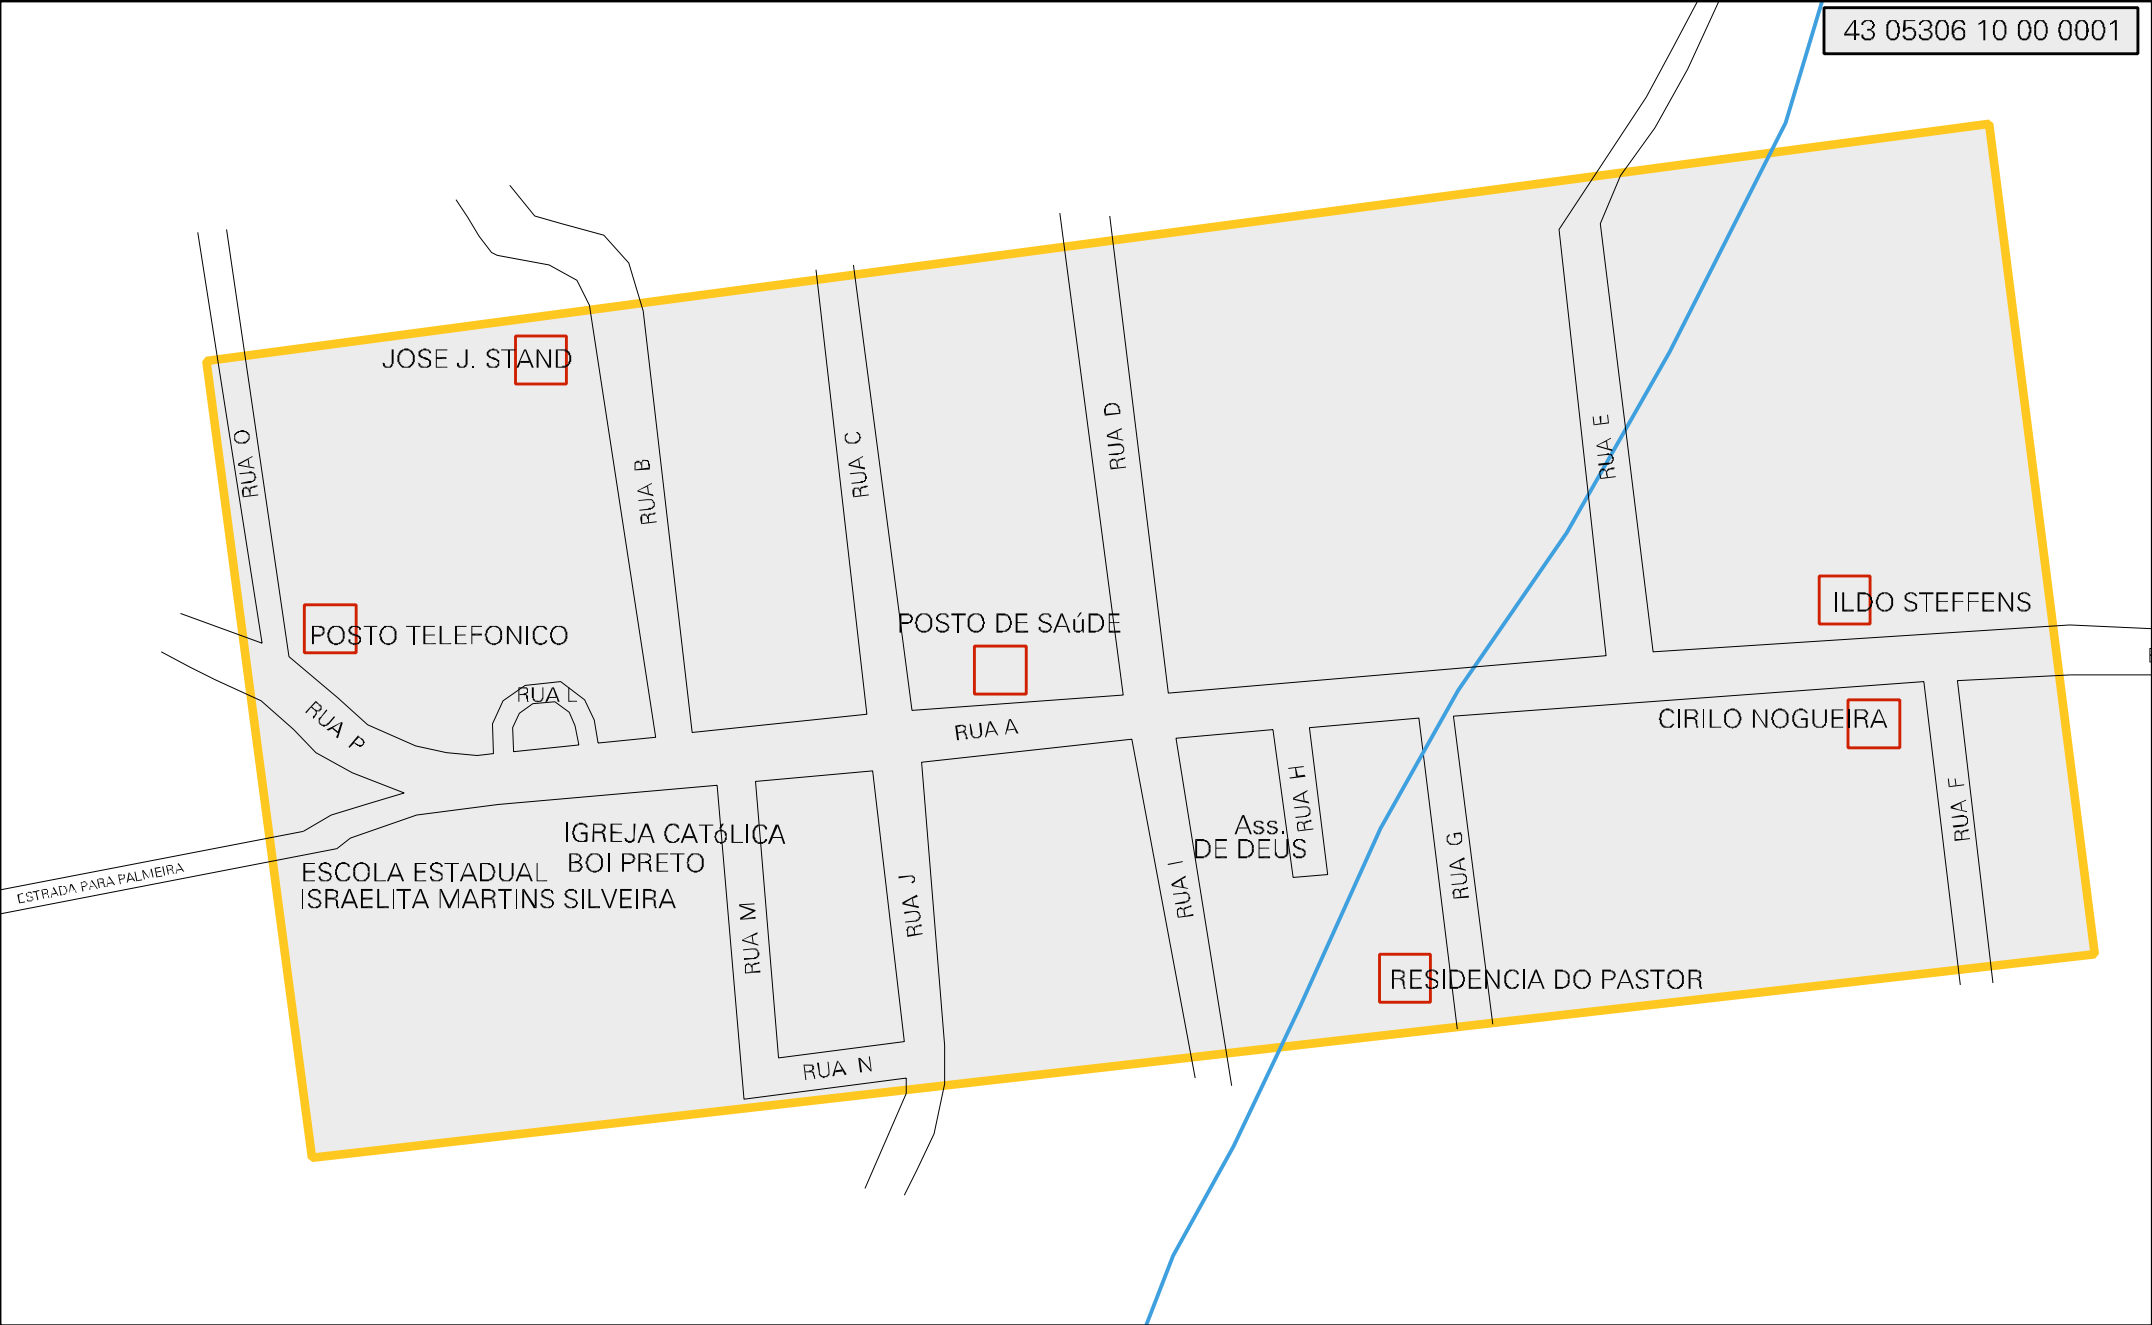 43 05306 10 00 0001
JOSE J. STAND
RUA O
RUA B
RUA C
RUA D
RUA E
POSTO TELEFONICO
POSTO DE SAúDE
ILDO STEFFENS
RUA L
RUA P
RUA A
CIRILO NOGUEIRA
RUA H
RUA F
IGREJA CATóLICA
BOI PRETO
Ass.
DE DEUS
RUA G
RUA I
ESTRADA PARA PALMEIRA
ESCOLA ESTADUAL
ISRAELITA MARTINS SILVEIRA
RUA M
RUA J
RESIDENCIA DO PASTOR
RUA N